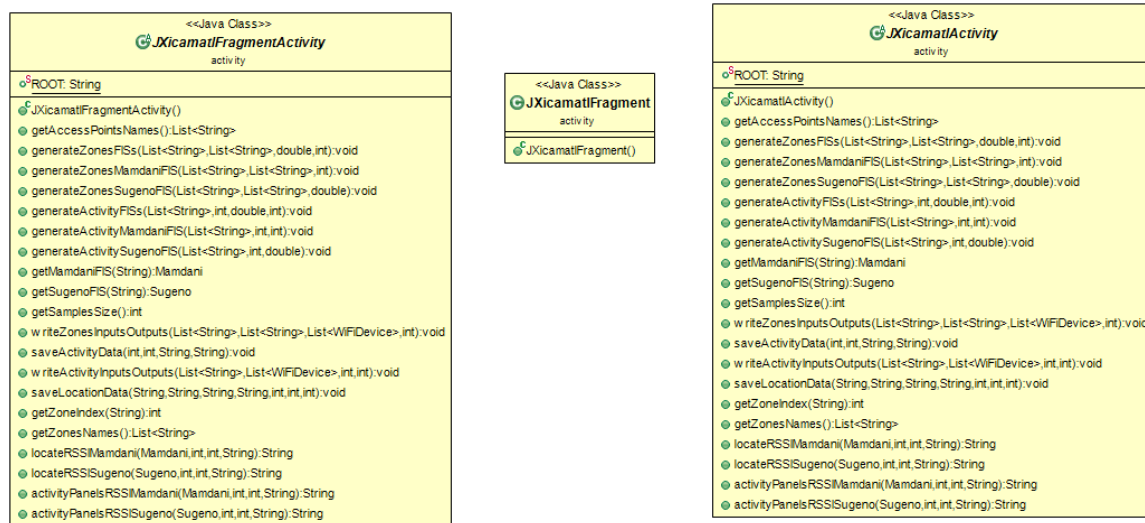 <<Java Class>>
JXicamatlFragmentActivity
activity
ROOT: String
JXicamatlFragmentActivity()
getAccessPointsNames():List<String>
generateZonesFISs(List<String>,List<String>,double,int):void
generateZonesMamdaniFIS(List<String>,List<String>,int):void
generateZonesSugenoFIS(List<String>,List<String>,double):void
generateActivityFISs(List<String>,int,double,int):void
generateActivityMamdaniFIS(List<String>,int,int):void
generateActivitySugenoFIS(List<String>,int,double):void
getMamdaniFIS(String):Mamdani
getSugenoFIS(String):Sugeno
getSamplesSize():int
writeZonesInputsOutputs(List<String>,List<String>,List<WiFiDevice>,int):void
saveActivityData(int,int,String,String):void
writeActivityInputsOutputs(List<String>,List<WiFiDevice>,int,int):void
saveLocationData(String,String,String,String,int,int,int):void
getZoneIndex(String):int
getZonesNames():List<String>
locateRSSIMamdani(Mamdani,int,int,String):String
locateRSSISugeno(Sugeno,int,int,String):String
activityPanelsRSSIMamdani(Mamdani,int,int,String):String
activityPanelsRSSISugeno(Sugeno,int,int,String):String
<<Java Class>>
JXicamatlFragment
activity
JXicamatlFragment()
<<Java Class>>
JXicamatlActivity
activity
ROOT: String
JXicamatlActivity()
getAccessPointsNames():List<String>
generateZonesFISs(List<String>,List<String>,double,int):void
generateZonesMamdaniFIS(List<String>,List<String>,int):void
generateZonesSugenoFIS(List<String>,List<String>,double):void
generateActivityFISs(List<String>,int,double,int):void
generateActivityMamdaniFIS(List<String>,int,int):void
generateActivitySugenoFIS(List<String>,int,double):void
getMamdaniFIS(String):Mamdani
getSugenoFIS(String):Sugeno
getSamplesSize():int
writeZonesInputsOutputs(List<String>,List<String>,List<WiFiDevice>,int):void
saveActivityData(int,int,String,String):void
writeActivityInputsOutputs(List<String>,List<WiFiDevice>,int,int):void
saveLocationData(String,String,String,String,int,int,int):void
getZoneIndex(String):int
getZonesNames():List<String>
locateRSSIMamdani(Mamdani,int,int,String):String
locateRSSISugeno(Sugeno,int,int,String):String
activityPanelsRSSIMamdani(Mamdani,int,int,String):String
activityPanelsRSSISugeno(Sugeno,int,int,String):String